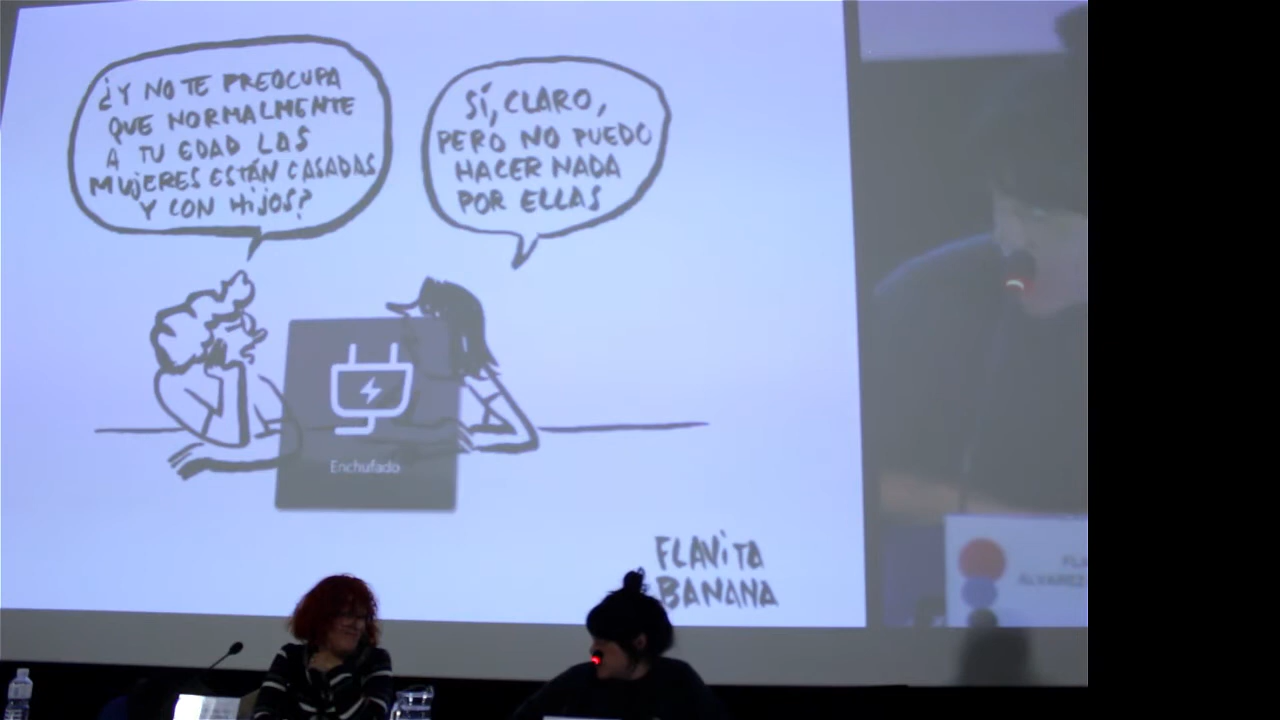 ¿Y NO TE PREOCUPA
QUE NORMALMENTE
A TU EDAD LAS
MUJERES ESTÁN CASADAS
Y CON HIJOS?
SÍ, CLARO,
PERO NO PUEDO
HACER NADA
POR ELLAS
Enchufado
FLAVITA
BANANA
ÁLVAREZ